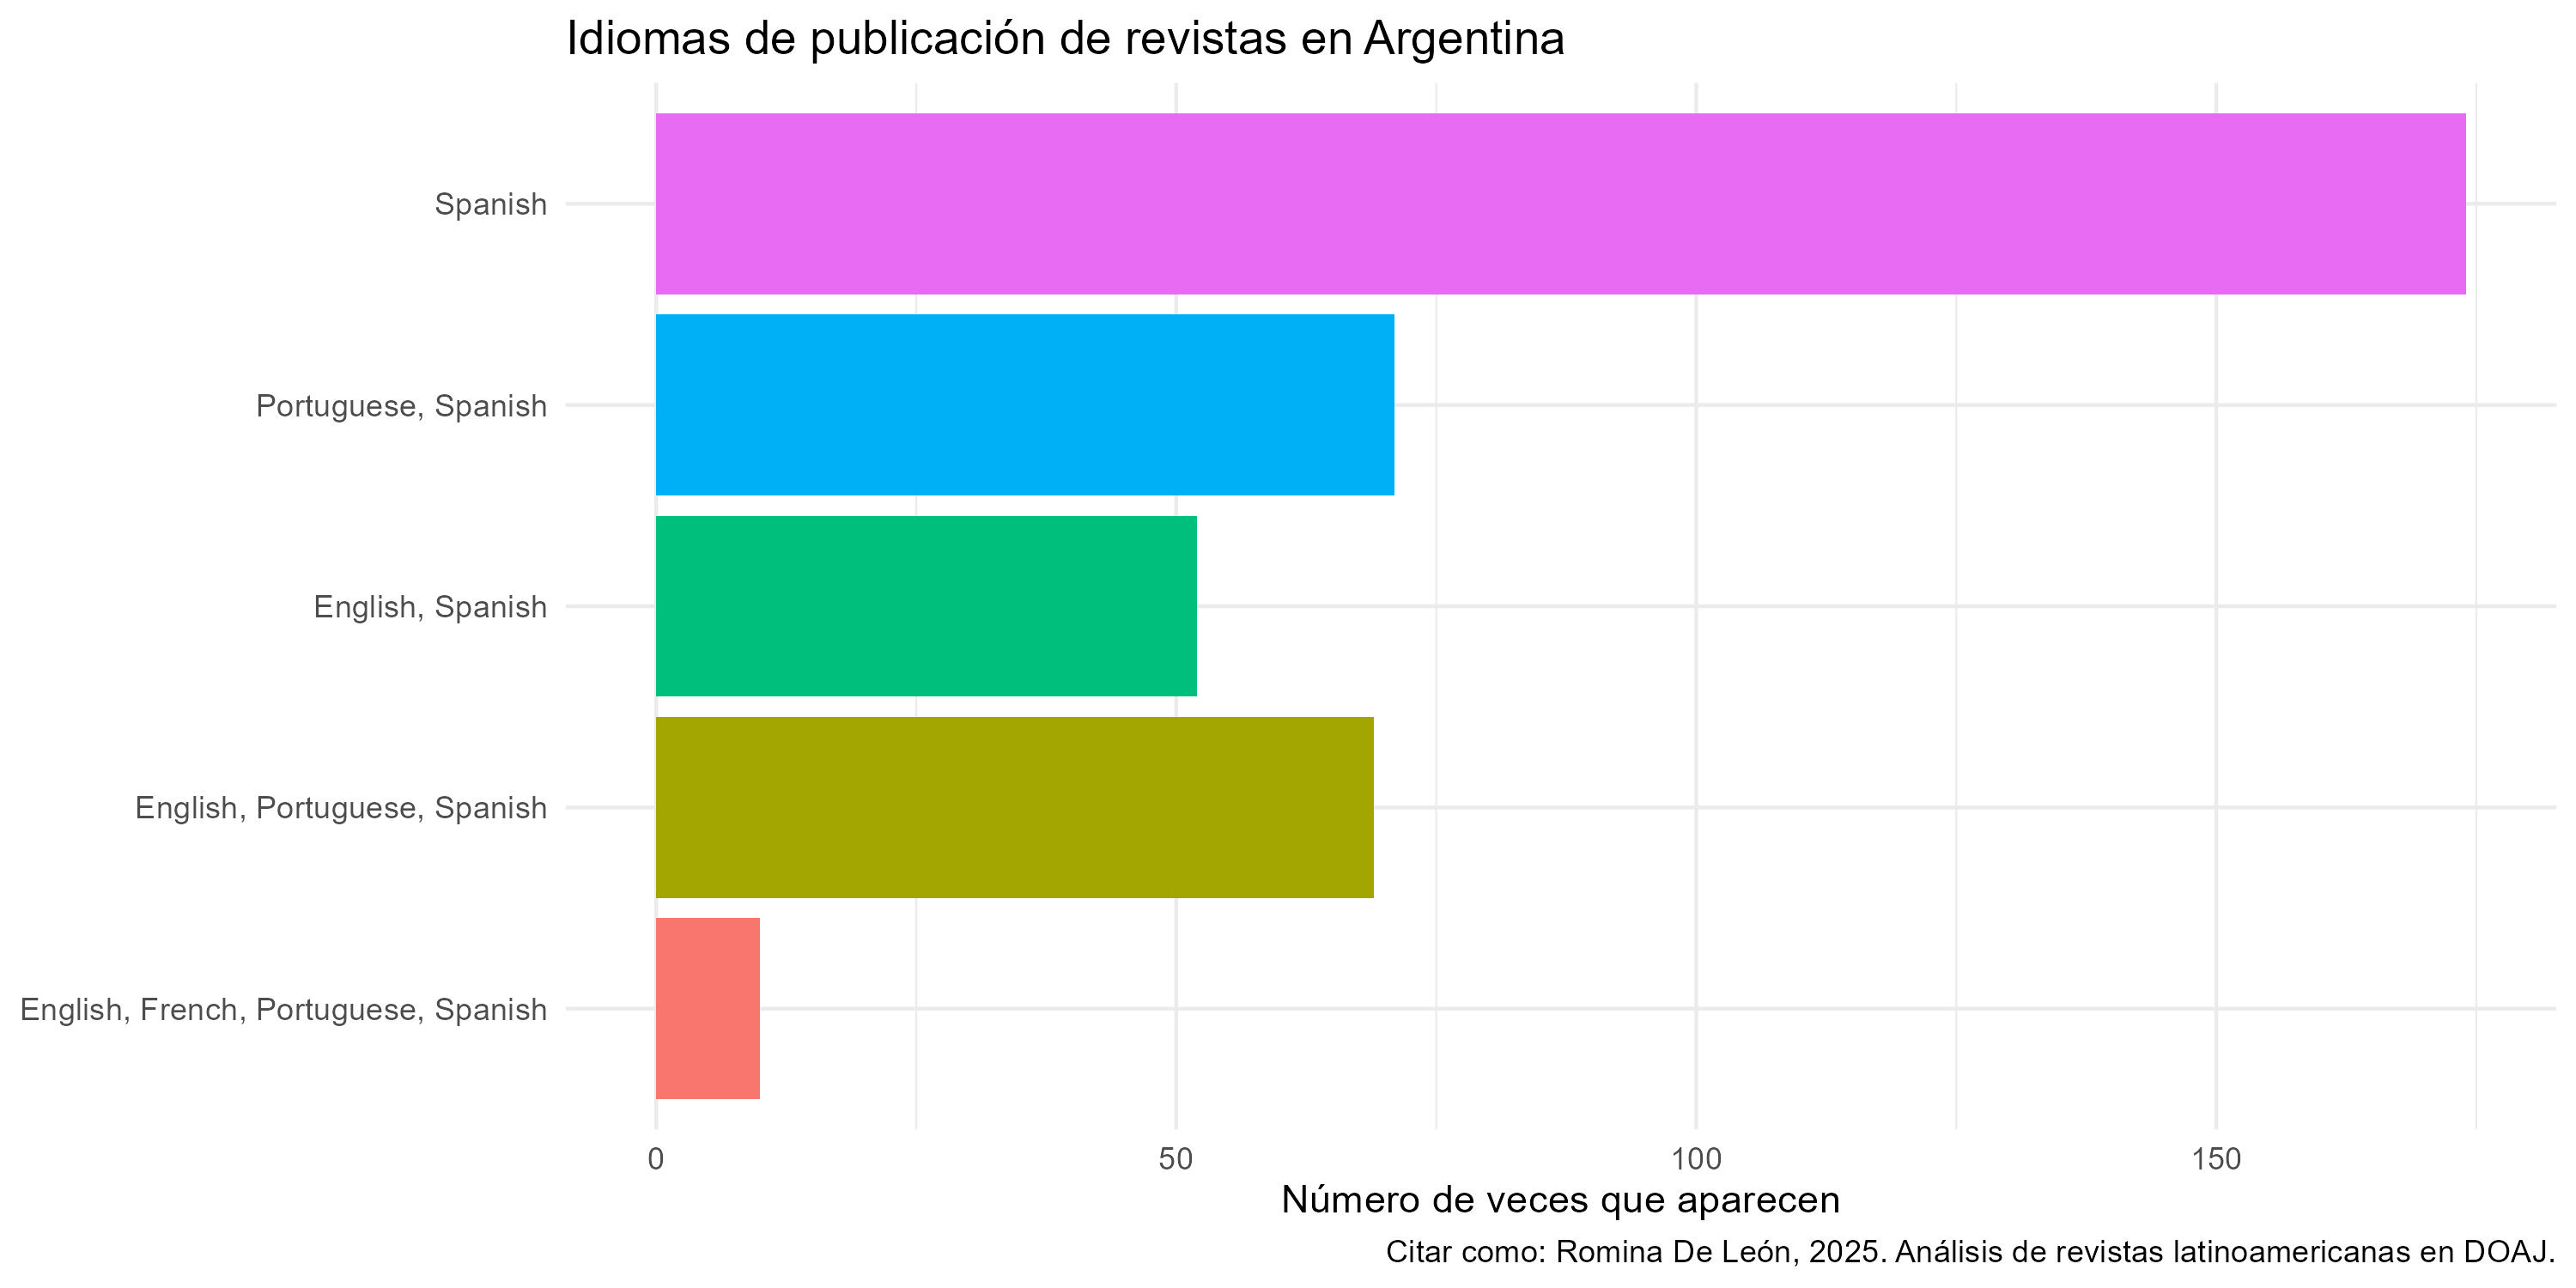 Idiomas de publicación de revistas en Argentina
Spanish
Portuguese, Spanish
English, Spanish
English, Portuguese, Spanish
English, French, Portuguese, Spanish
0 50 100 150
Número de veces que aparecen
Citar como: Romina De León, 2025. Análisis de revistas latinoamericanas en DOAJ.